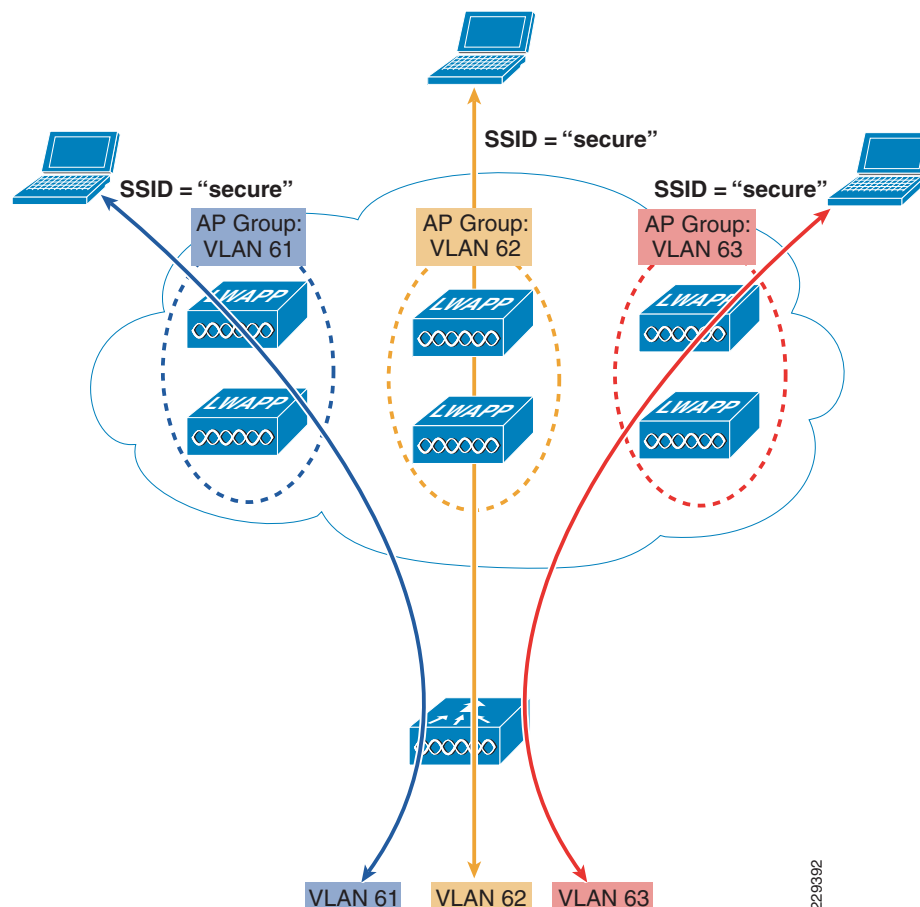 SSID = “secure”
SSID = “secure”
SSID = “secure”
AP Group:
VLAN 61
AP Group:
VLAN 62
AP Group:
VLAN 63
LWAPP
LWAPP
LWAPP
LWAPP
LWAPP
LWAPP
VLAN 61
VLAN 62
VLAN 63
229392